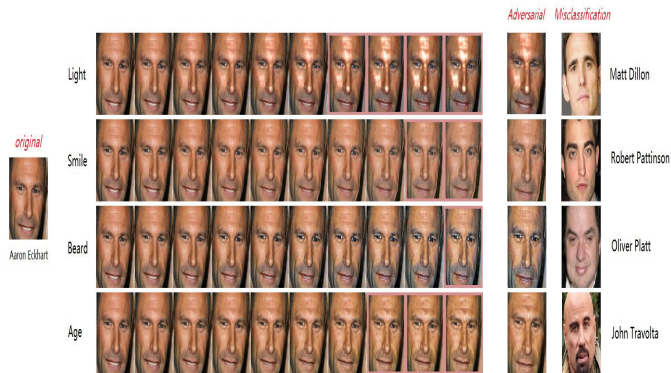 Adversarial Misclassification
Light
Matt Dillon
original
Smile
Robert Pattinson
Aaron Eckhart
Beard
Oliver Platt
Age
John Travolta